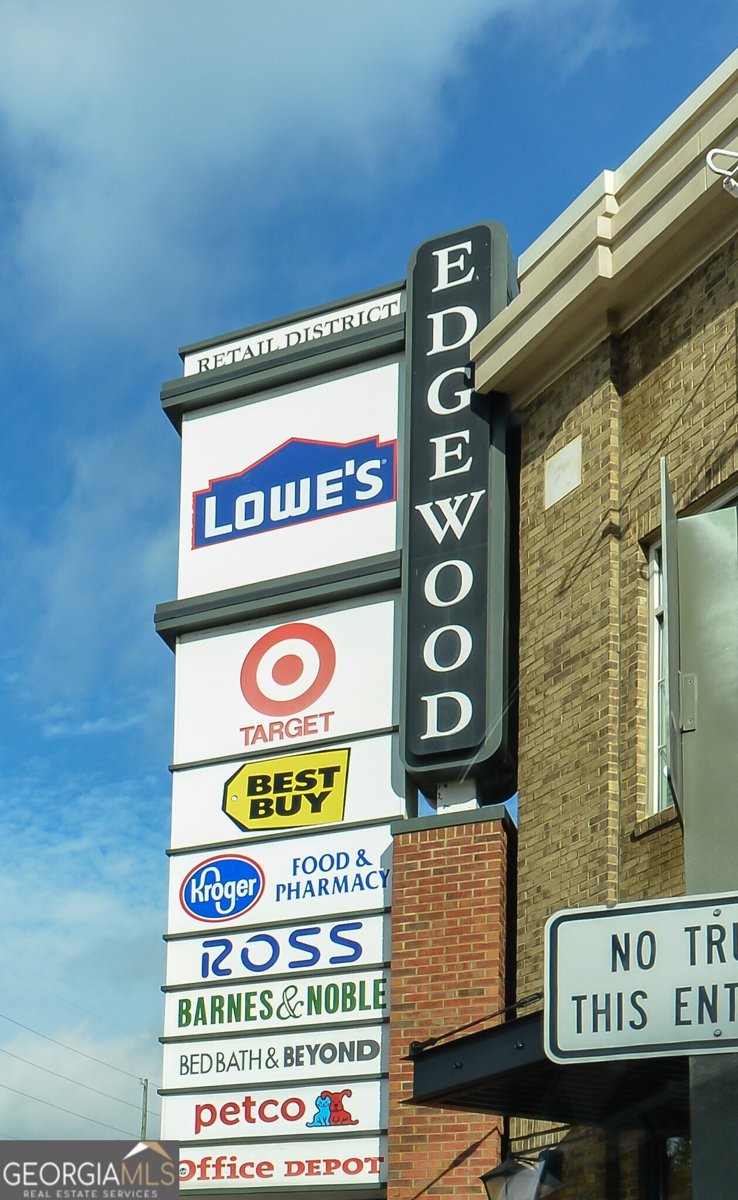 EDGEWOOD
RETAIL DISTRICT
LOWE'S
TARGET
BEST
BUY
Kroger
FOOD &
PHARMACY
ROSS
BARNES & NOBLE
BED BATH & BEYOND
petco
Office DEPOT
NO TRU
THIS ENT
GEORGIAMLS
REAL ESTATE SERVICES